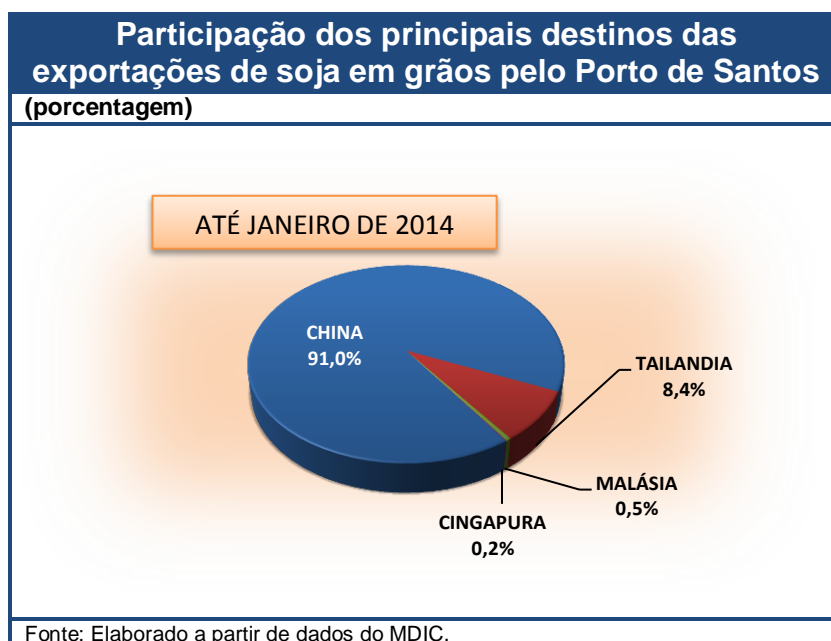 Participação dos principais destinos das
exportações de soja em grãos pelo Porto de Santos
(porcentagem)
ATÉ JANEIRO DE 2014
CHINA
91,0%
TAILANDIA
8,4%
MALÁSIA
0,5%
CINGAPURA
0,2%
Fonte: Elaborado a partir de dados do MDIC.